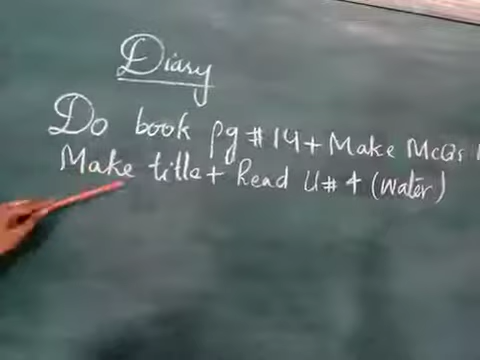 Diary
Do book pg # 14 + Make McQs
Make title + Read U# 4 (water)